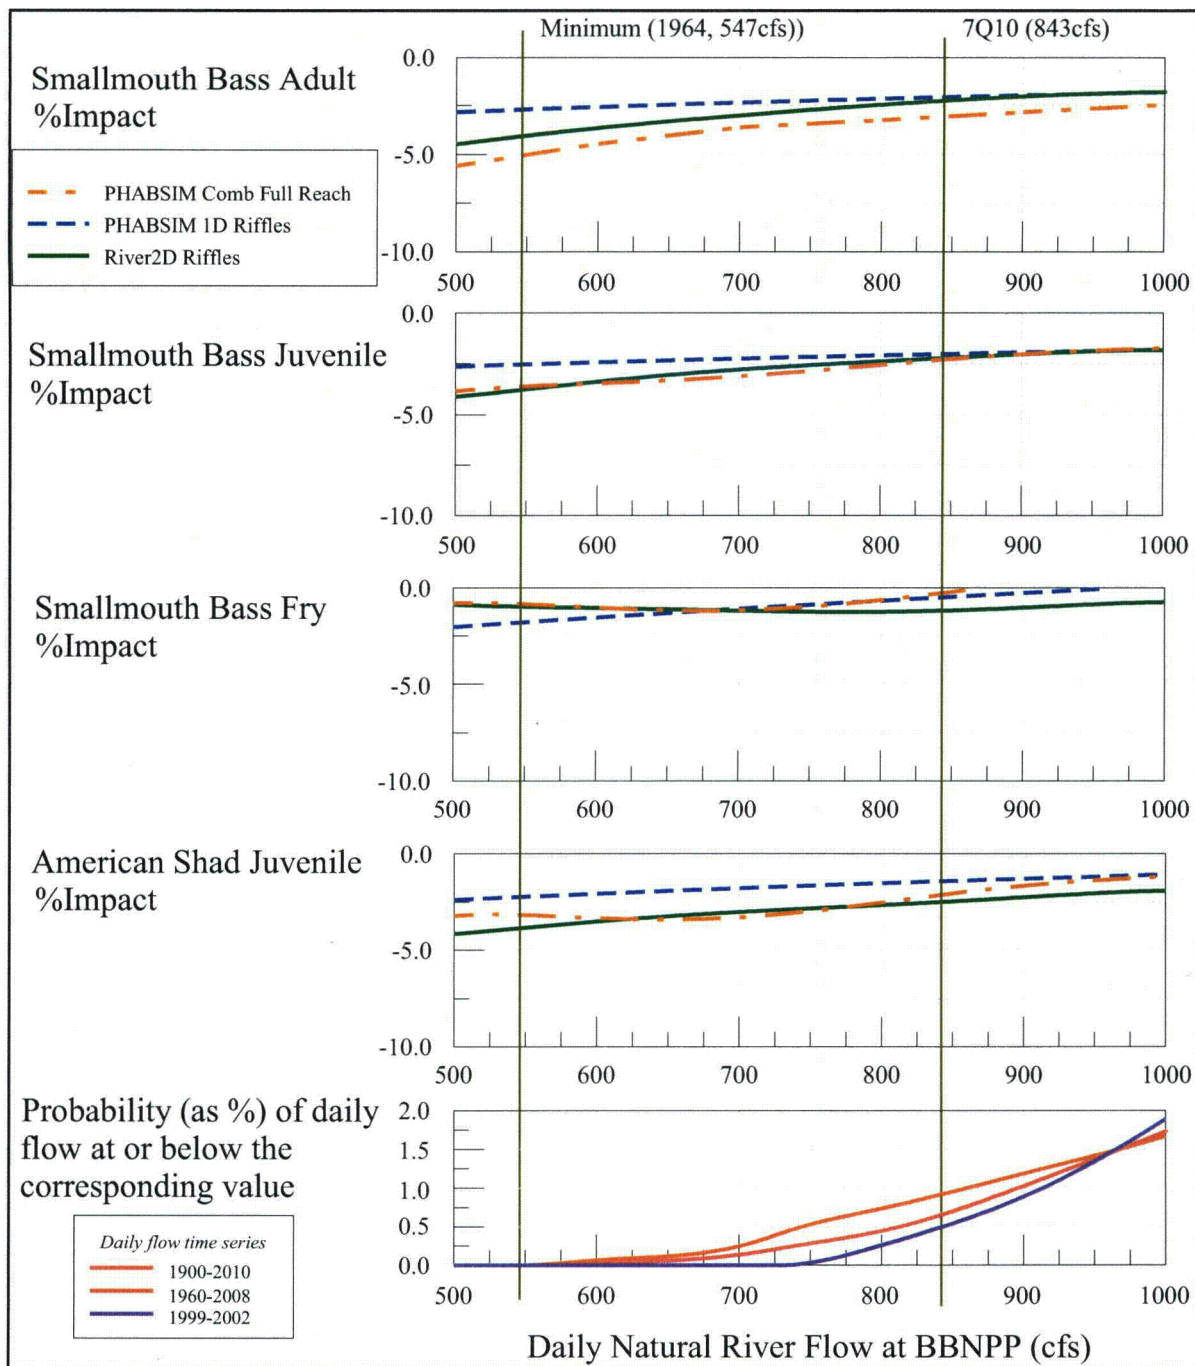 Minimum (1964, 547cfs)) 7Q10 (843cfs)
Smallmouth Bass Adult
%Impact
PHABSIM Comb Full Reach
PHABSIM 1D Riffles
River2D Riffles
0.0
-5.0
-10.0
500 600 700 800 900 1000
Smallmouth Bass Juvenile
%Impact
0.0
-5.0
-10.0
500 600 700 800 900 1000
Smallmouth Bass Fry
%Impact
0.0
-5.0
-10.0
500 600 700 800 900 1000
American Shad Juvenile
%Impact
0.0
-5.0
-10.0
500 600 700 800 900 1000
Probability (as %) of daily
flow at or below the
corresponding value
Daily flow time series
1900-2010
1960-2008
1999-2002
2.0
1.5
1.0
0.5
0.0
500 600 700 800 900 1000
Daily Natural River Flow at BBNPP (cfs)